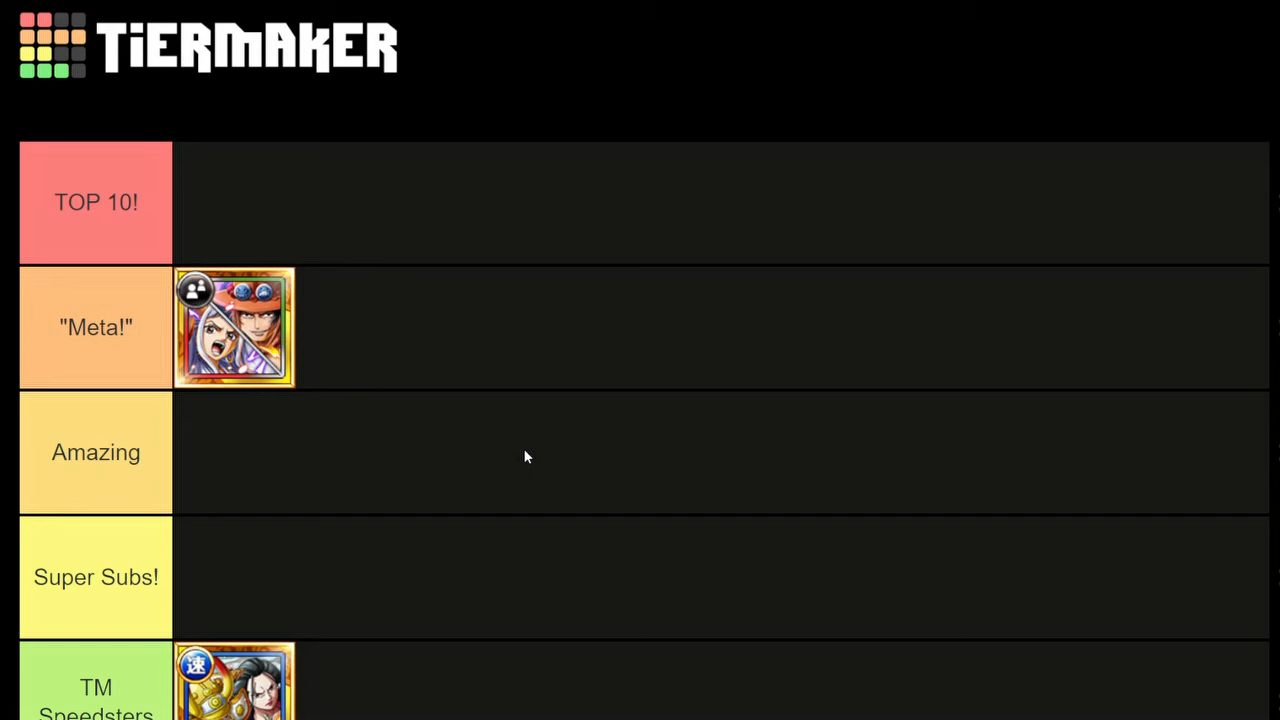 TiERMAKER
TOP 10!
"Meta!"
Amazing
Super Subs!
速
TM
Speedsters